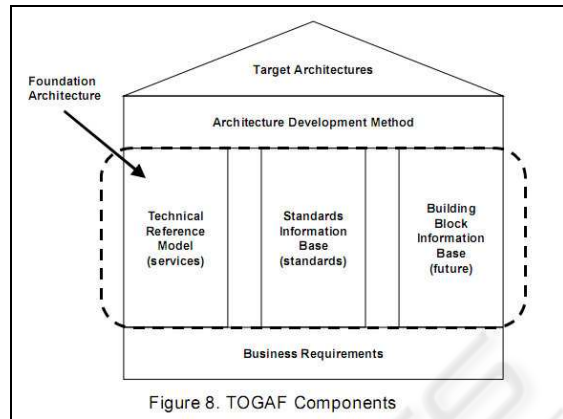 Target Architectures
Foundation
Architecture
Architecture Development Method
Technical
Reference
Model
(services)
Standards
Information
Base
(standards)
Building
Block
Information
Base
(future)
Business Requirements
Figure 8. TOGAF Components